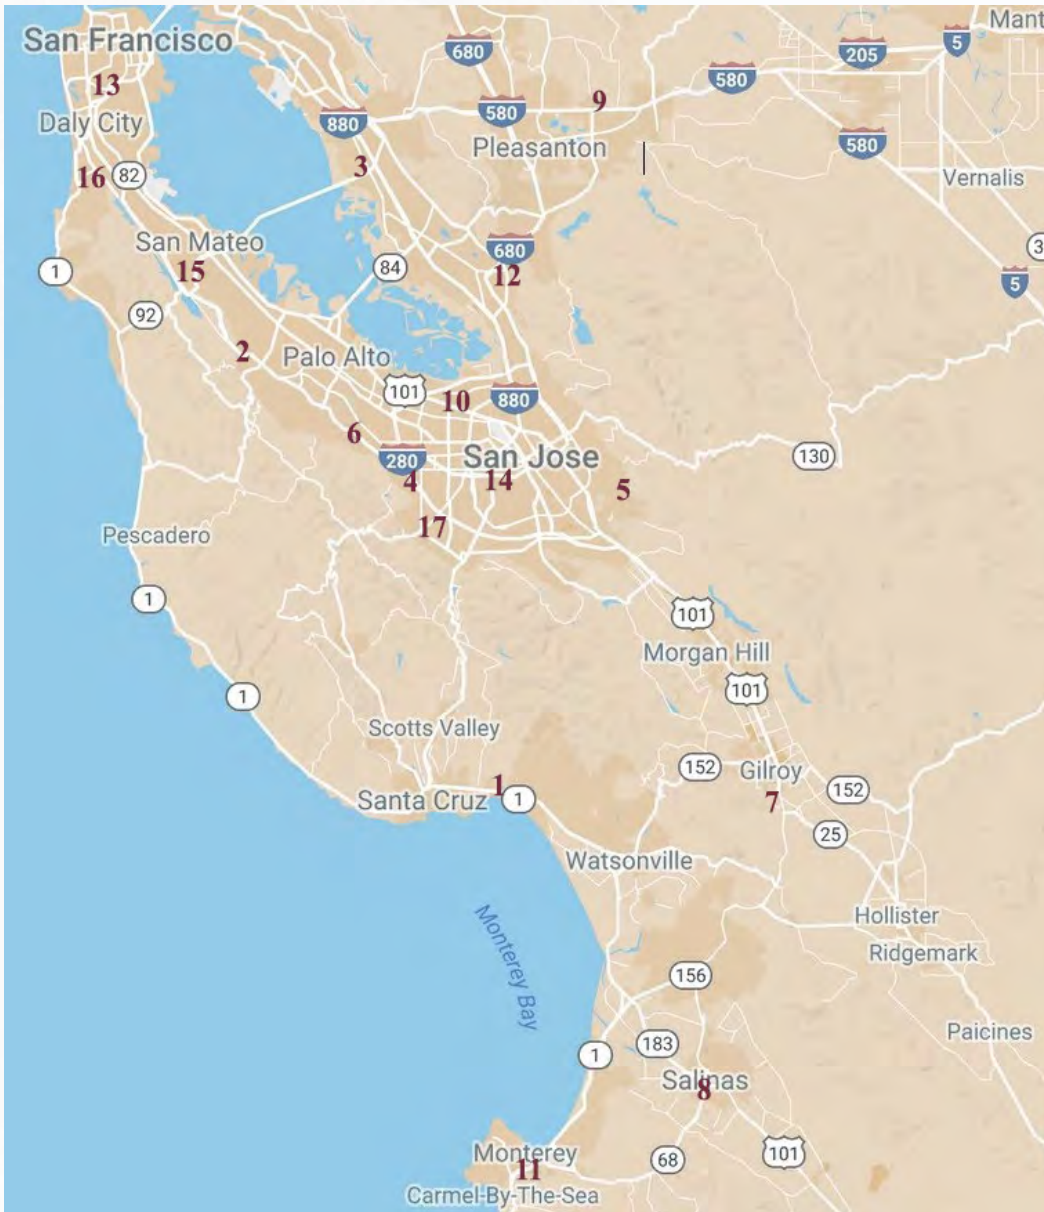 Mant
San Francisco
680
205
5
13
580
9
580
880
Daly City
Pleasanton
580
3
16
82
Vernalis
San Mateo
680
3
1
15
84
12
5
92
2
Palo Alto
101
10
880
6
San Jose
280
130
4
14
5
17
Pescadero
1
101
Morgan Hill
1
101
Scotts Valley
152
Gilroy
152
1
Santa Cruz
1
7
25
Watsonville
Hollister
Monterey Bay
Ridgemark
156
Paicines
183
1
Salinas
8
Monterey
68
101
11
Carmel-By-The-Sea